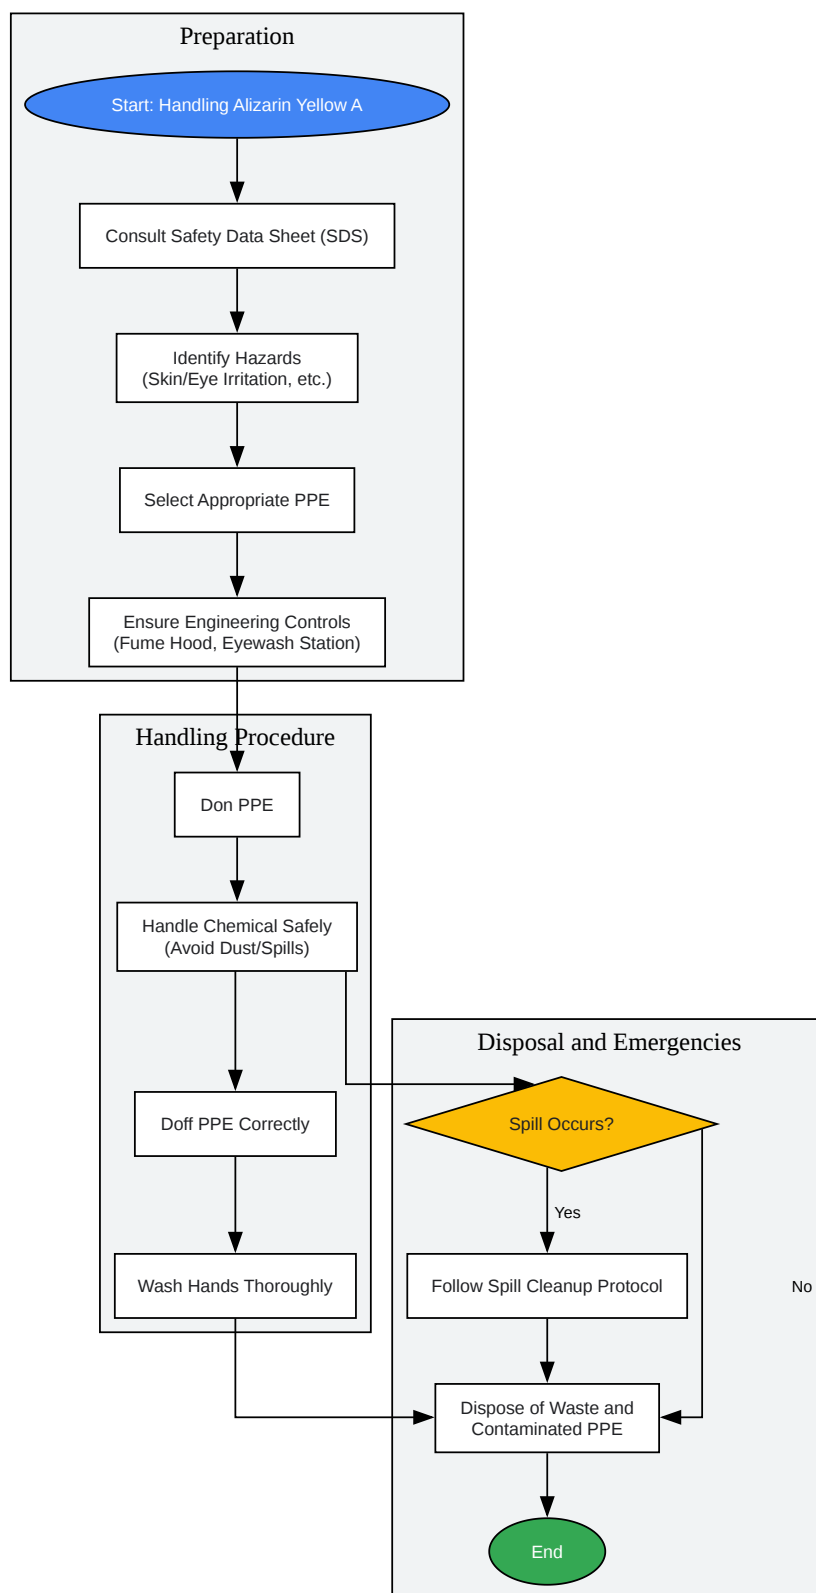 Preparation
Start: Handling Alizarin Yellow A
Consult Safety Data Sheet (SDS)
Identify Hazards
(Skin/Eye Irritation, etc.)
Select Appropriate PPE
Ensure Engineering Controls
(Fume Hood, Eyewash Station)
Handling Procedure
Don PPE
Handle Chemical Safely
(Avoid Dust/Spills)
Doff PPE Correctly
Wash Hands Thoroughly
Disposal and Emergencies
Spill Occurs?
Yes
No
Follow Spill Cleanup Protocol
Dispose of Waste and
Contaminated PPE
End